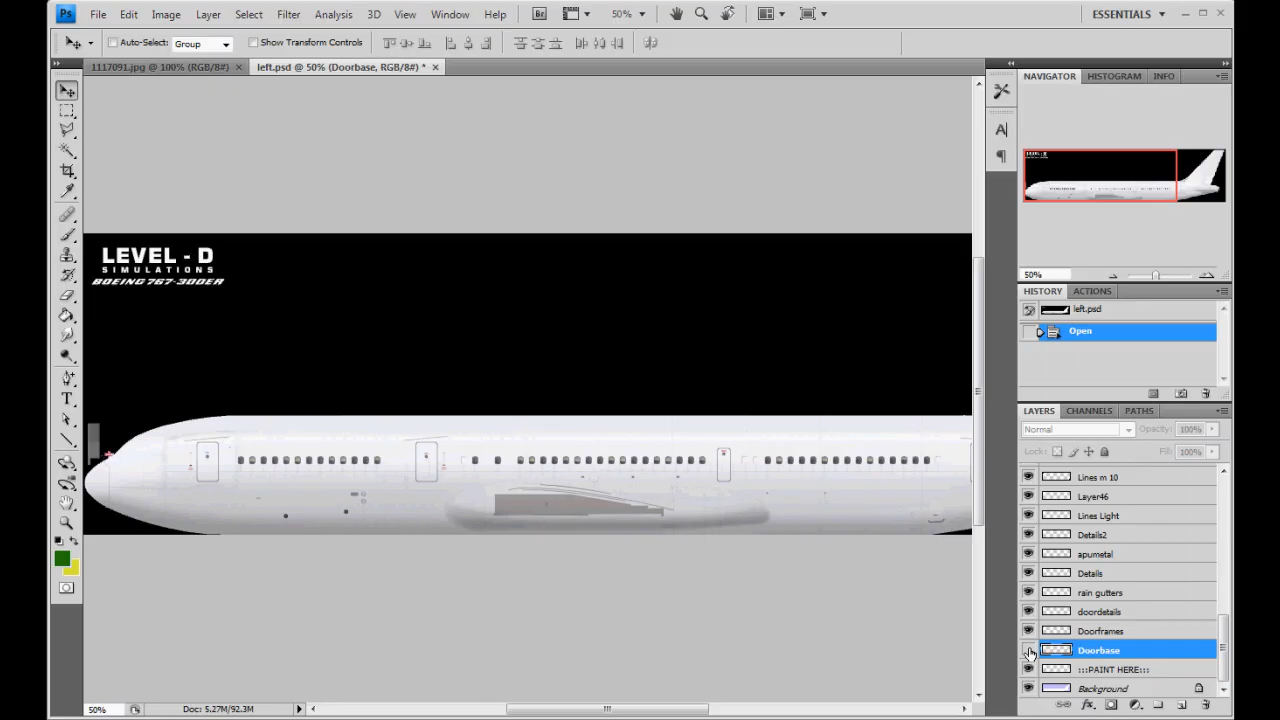 Ps File Edit Image Layer Select Filter Analysis 3D View Window Help Br 50% ESSENTIALS
Auto-Select: Group Show Transform Controls
1117091.jpg @ 100% (RGB/8#) left.psd @ 50% (Doorbase, RGB/8#) *
NAVIGATOR HISTOGRAM INFO
LEVEL - D
SIMULATIONS
BOEING 767-300ER
50%
HISTORY ACTIONS
left.psd
Open
LAYERS CHANNELS PATHS
Normal Opacity: 100%
Lock: Fill: 100%
Lines m 10
Layer46
Lines Light
Details2
apumetal
Details
rain gutters
doordetails
Doorframes
Doorbase
:::PAINT HERE:::
Background
50% Doc: 5.27M/92.3M